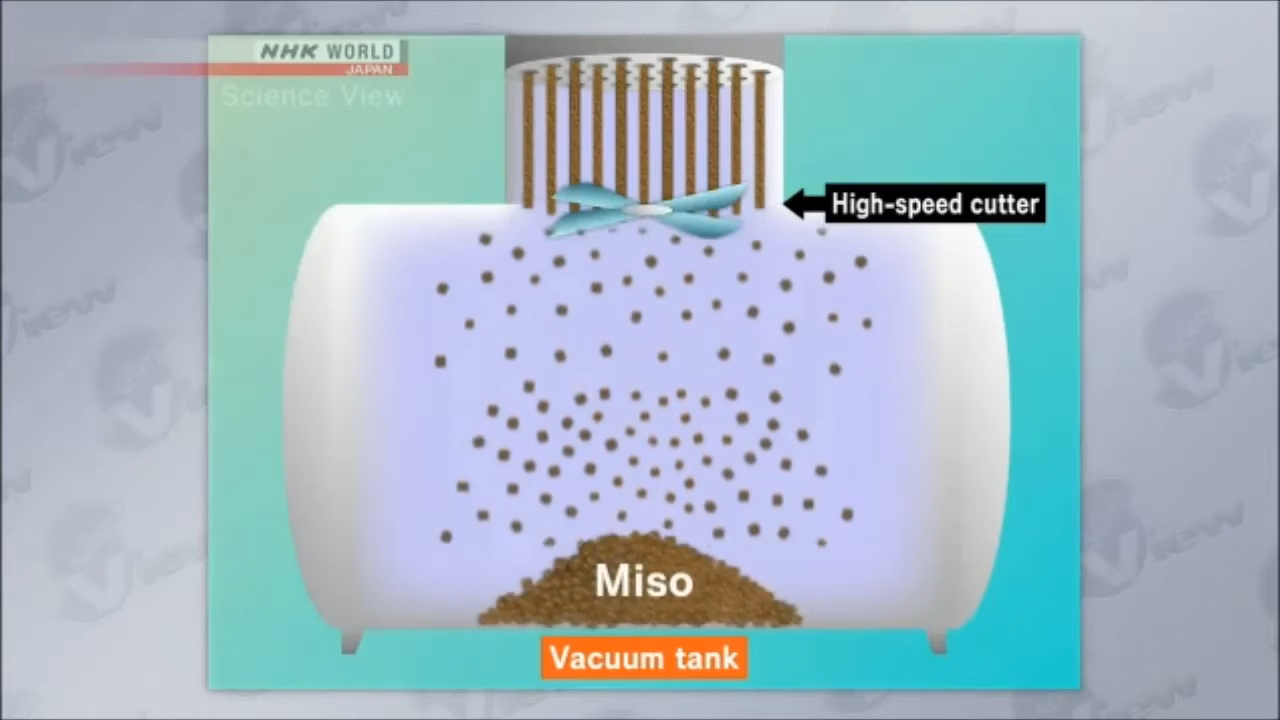 NHK WORLD
JAPAN
Science View
High-speed cutter
Miso
Vacuum tank